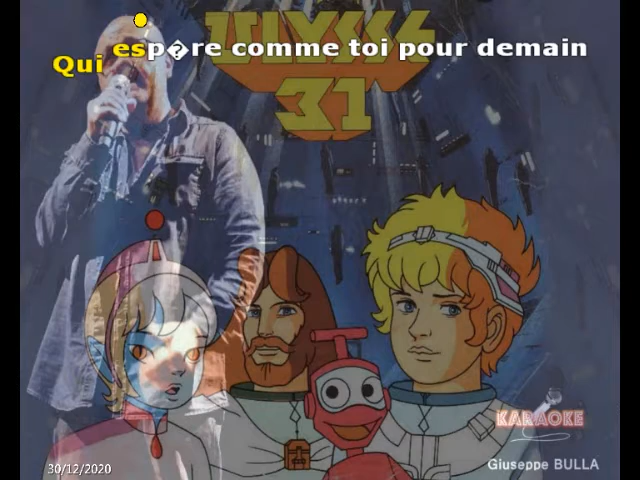 ULYSSE
31
Qui esp�re comme toi pour demain
KARAOKE
30/12/2020
Giuseppe BULLA